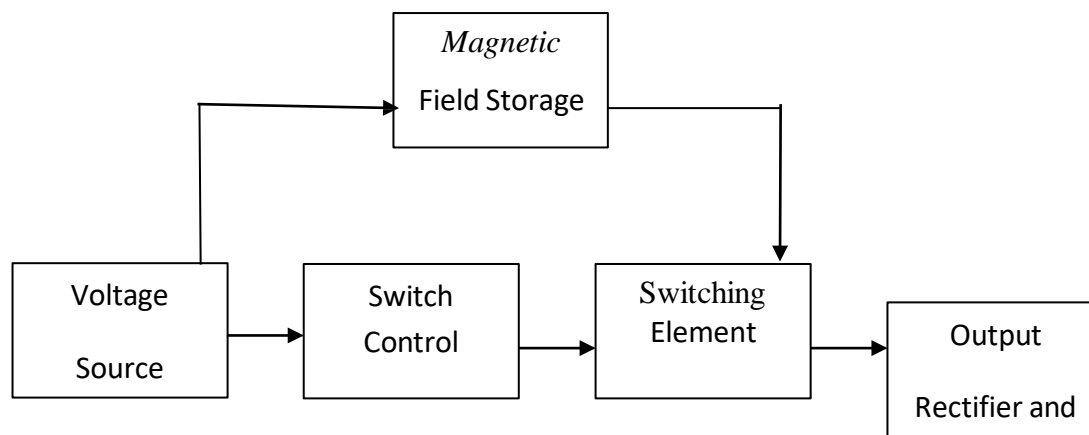 Magnetic
Field Storage
Voltage
Source
Switch
Control
Switching
Element
Output
Rectifier and